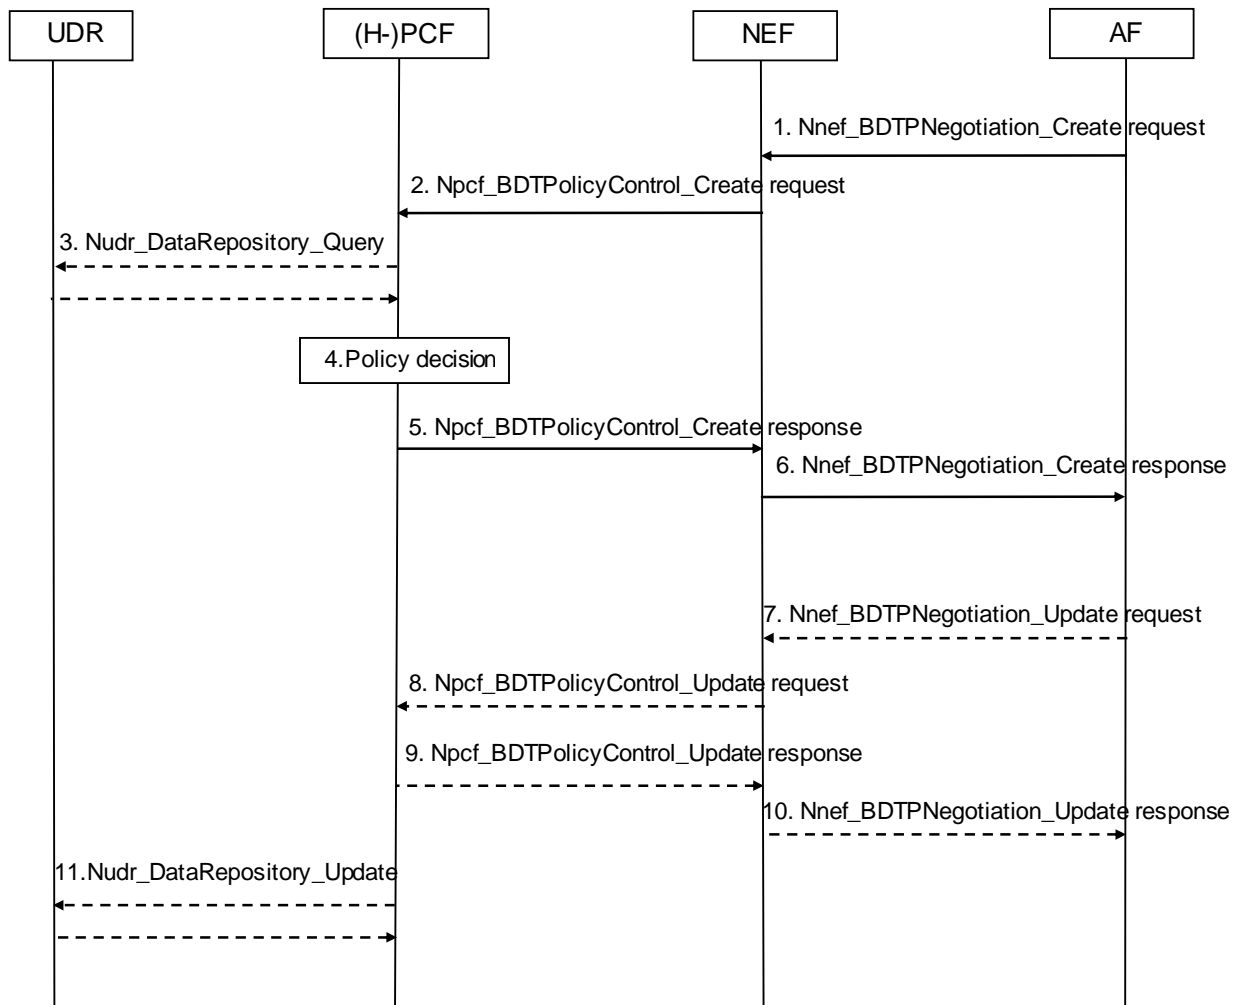 UDR
(H-)PCF
NEF
AF
1. Nnef_BDTPNegotiation_Create request
2. Npcf_BDTPolicyControl_Create request
3. Nudr_DataRepository_Query
4.Policy decision
5. Npcf_BDTPolicyControl_Create response
6. Nnef_BDTPNegotiation_Create response
7. Nnef_BDTPNegotiation_Update request
8. Npcf_BDTPolicyControl_Update request
9. Npcf_BDTPolicyControl_Update response
10. Nnef_BDTPNegotiation_Update response
11.Nudr_DataRepository_Update